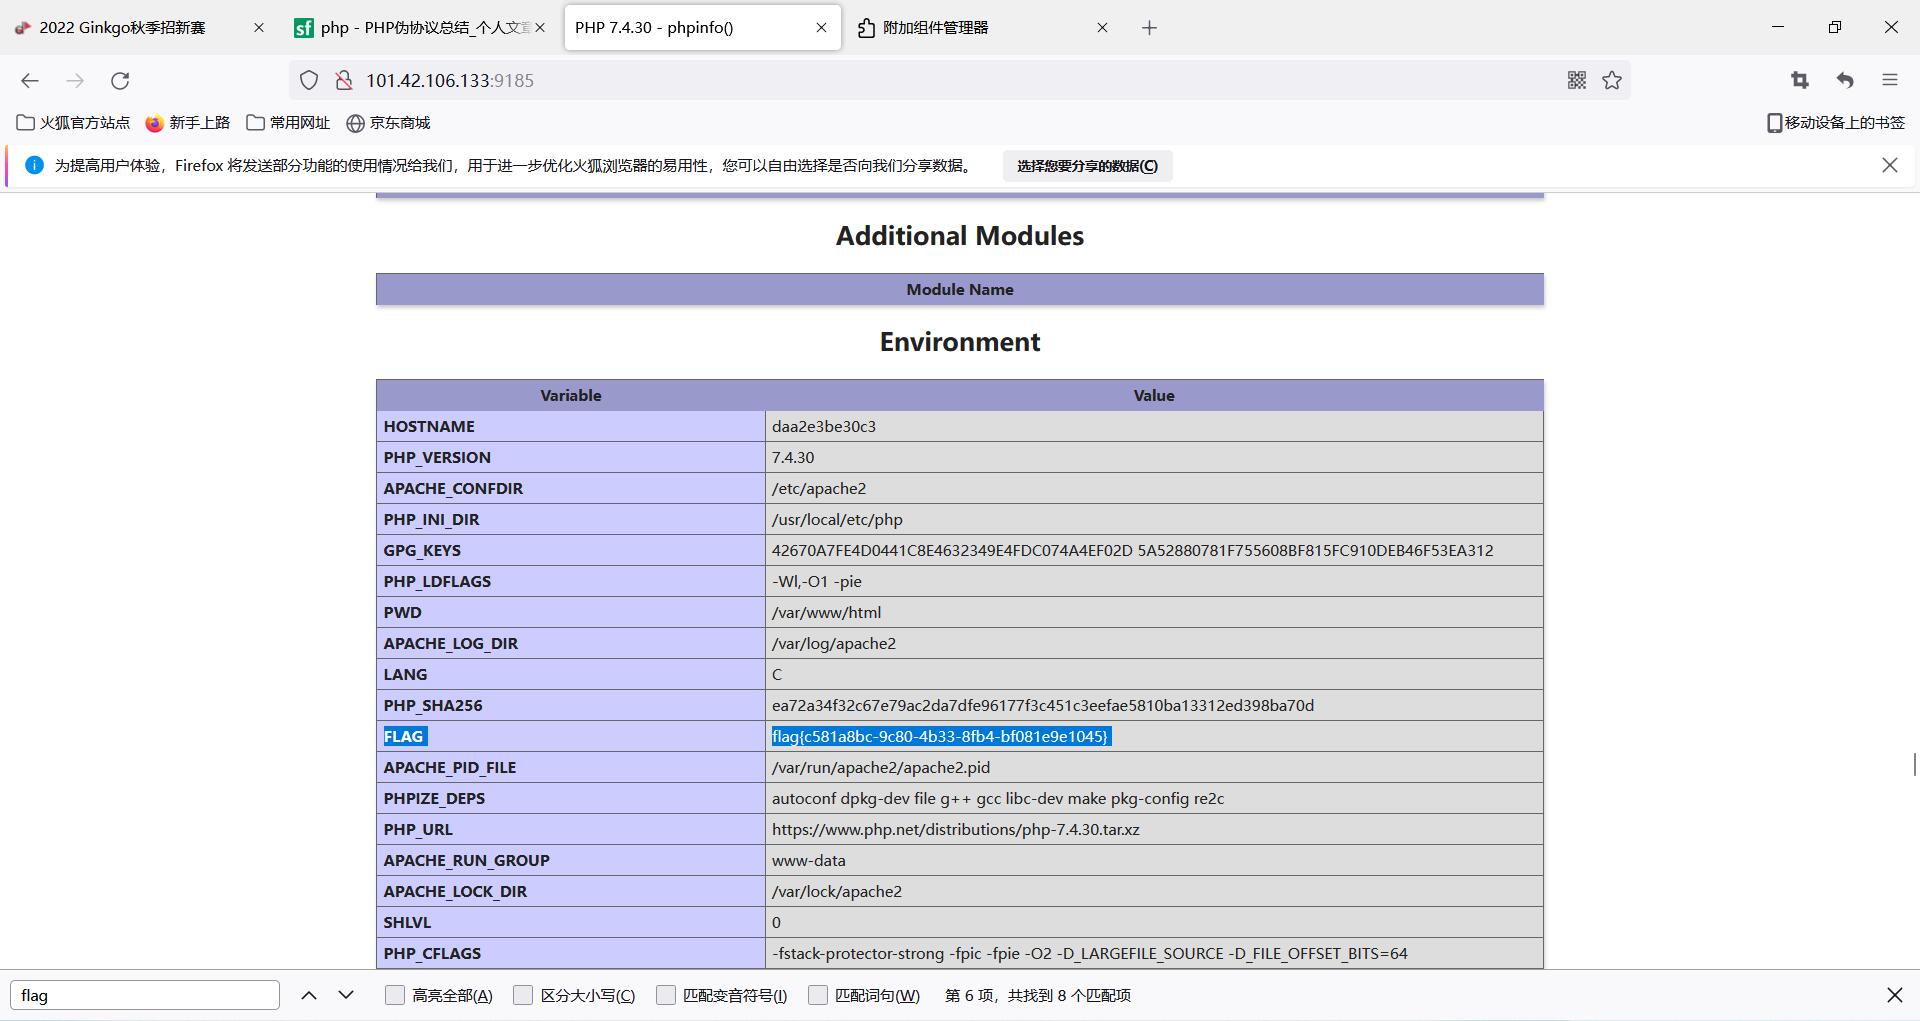 2022 Ginkgo秋季招新赛
php - PHP伪协议总结_个人文章
PHP 7.4.30 - phpinfo()
附加组件管理器
101.42.106.133:9185
火狐官方站点
新手上路
常用网址
京东商城
移动设备上的书签
为提高用户体验，Firefox 将发送部分功能的使用情况给我们，用于进一步优化火狐浏览器的易用性，您可以自由选择是否向我们分享数据。
选择您要分享的数据(C)
Additional Modules
Module Name
Environment
Variable Value
HOSTNAME daa2e3be30c3
PHP_VERSION 7.4.30
APACHE_CONFDIR /etc/apache2
PHP_INI_DIR /usr/local/etc/php
GPG_KEYS 42670A7FE4D0441C8E4632349E4FDC074A4EF02D 5A52880781F755608BF815FC910DEB46F53EA312
PHP_LDFLAGS -Wl,-O1 -pie
PWD /var/www/html
APACHE_LOG_DIR /var/log/apache2
LANG C
PHP_SHA256 ea72a34f32c67e79ac2da7dfe96177f3c451c3eefae5810ba13312ed398ba70d
FLAG flag{c581a8bc-9c80-4b33-8fb4-bf081e9e1045}
APACHE_PID_FILE /var/run/apache2/apache2.pid
PHPIZE_DEPS autoconf dpkg-dev file g++ gcc libc-dev make pkg-config re2c
PHP_URL https://www.php.net/distributions/php-7.4.30.tar.xz
APACHE_RUN_GROUP www-data
APACHE_LOCK_DIR /var/lock/apache2
SHLVL 0
PHP_CFLAGS -fstack-protector-strong -fpic -fpie -O2 -D_LARGEFILE_SOURCE -D_FILE_OFFSET_BITS=64
flag
高亮全部(A)
区分大小写(C)
匹配变音符号(I)
匹配词句(W)
第 6 项，共找到 8 个匹配项